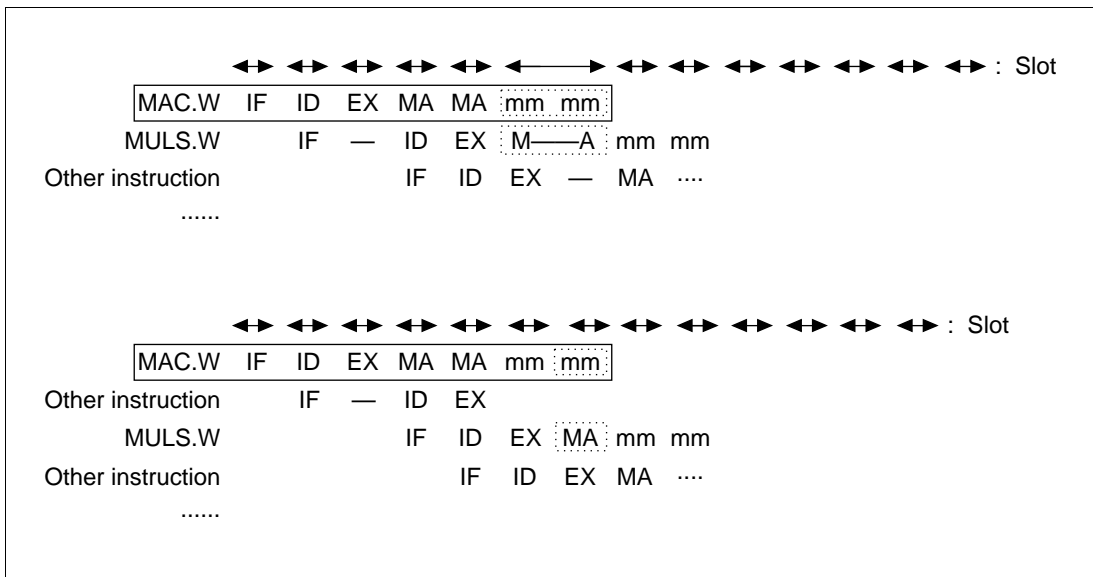 : Slot
MAC.W IF ID EX MA MA mm mm
MULS.W IF — ID EX M——A mm mm
Other instruction IF ID EX — MA ····
......
: Slot
MAC.W IF ID EX MA MA mm mm
Other instruction IF — ID EX
MULS.W IF ID EX MA mm mm
Other instruction IF ID EX MA ····
......